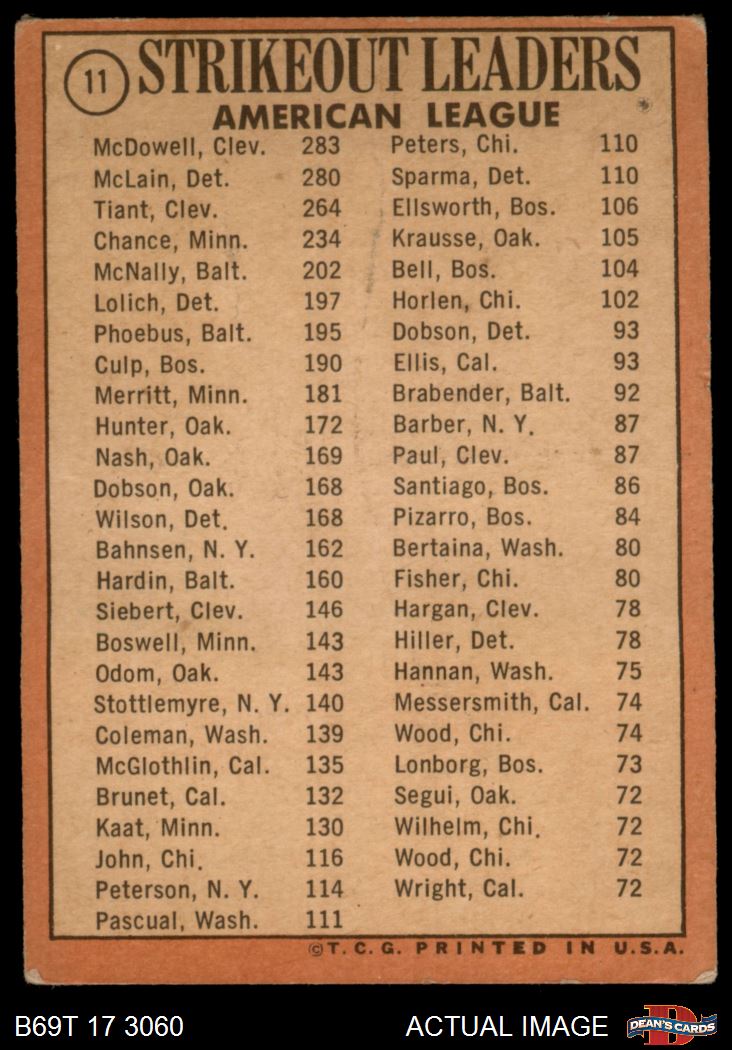 11 STRIKEOUT LEADERS
AMERICAN LEAGUE
McDowell, Clev. 283
McLain, Det. 280
Tiant, Clev. 264
Chance, Minn. 234
McNally, Balt. 202
Lolich, Det. 197
Phoebus, Balt. 195
Culp, Bos. 190
Merritt, Minn. 181
Hunter, Oak. 172
Nash, Oak. 169
Dobson, Oak. 168
Wilson, Det. 168
Bahnsen, N. Y. 162
Hardin, Balt. 160
Siebert, Clev. 146
Boswell, Minn. 143
Odom, Oak. 143
Stottlemyre, N. Y. 140
Coleman, Wash. 139
McGlothlin, Cal. 135
Brunet, Cal. 132
Kaat, Minn. 130
John, Chi. 116
Peterson, N. Y. 114
Pascual, Wash. 111
Peters, Chi. 110
Sparma, Det. 110
Ellsworth, Bos. 106
Krausse, Oak. 105
Bell, Bos. 104
Horlen, Chi. 102
Dobson, Det. 93
Ellis, Cal. 93
Brabender, Balt. 92
Barber, N. Y. 87
Paul, Clev. 87
Santiago, Bos. 86
Pizarro, Bos. 84
Bertaina, Wash. 80
Fisher, Chi. 80
Hargan, Clev. 78
Hiller, Det. 78
Hannan, Wash. 75
Messersmith, Cal. 74
Wood, Chi. 74
Lonborg, Bos. 73
Segui, Oak. 72
Wilhelm, Chi. 72
Wood, Chi. 72
Wright, Cal. 72
©T. C. G. PRINTED IN U.S.A.
B69T 17 3060 ACTUAL IMAGE
D
DEAN'S CARDS